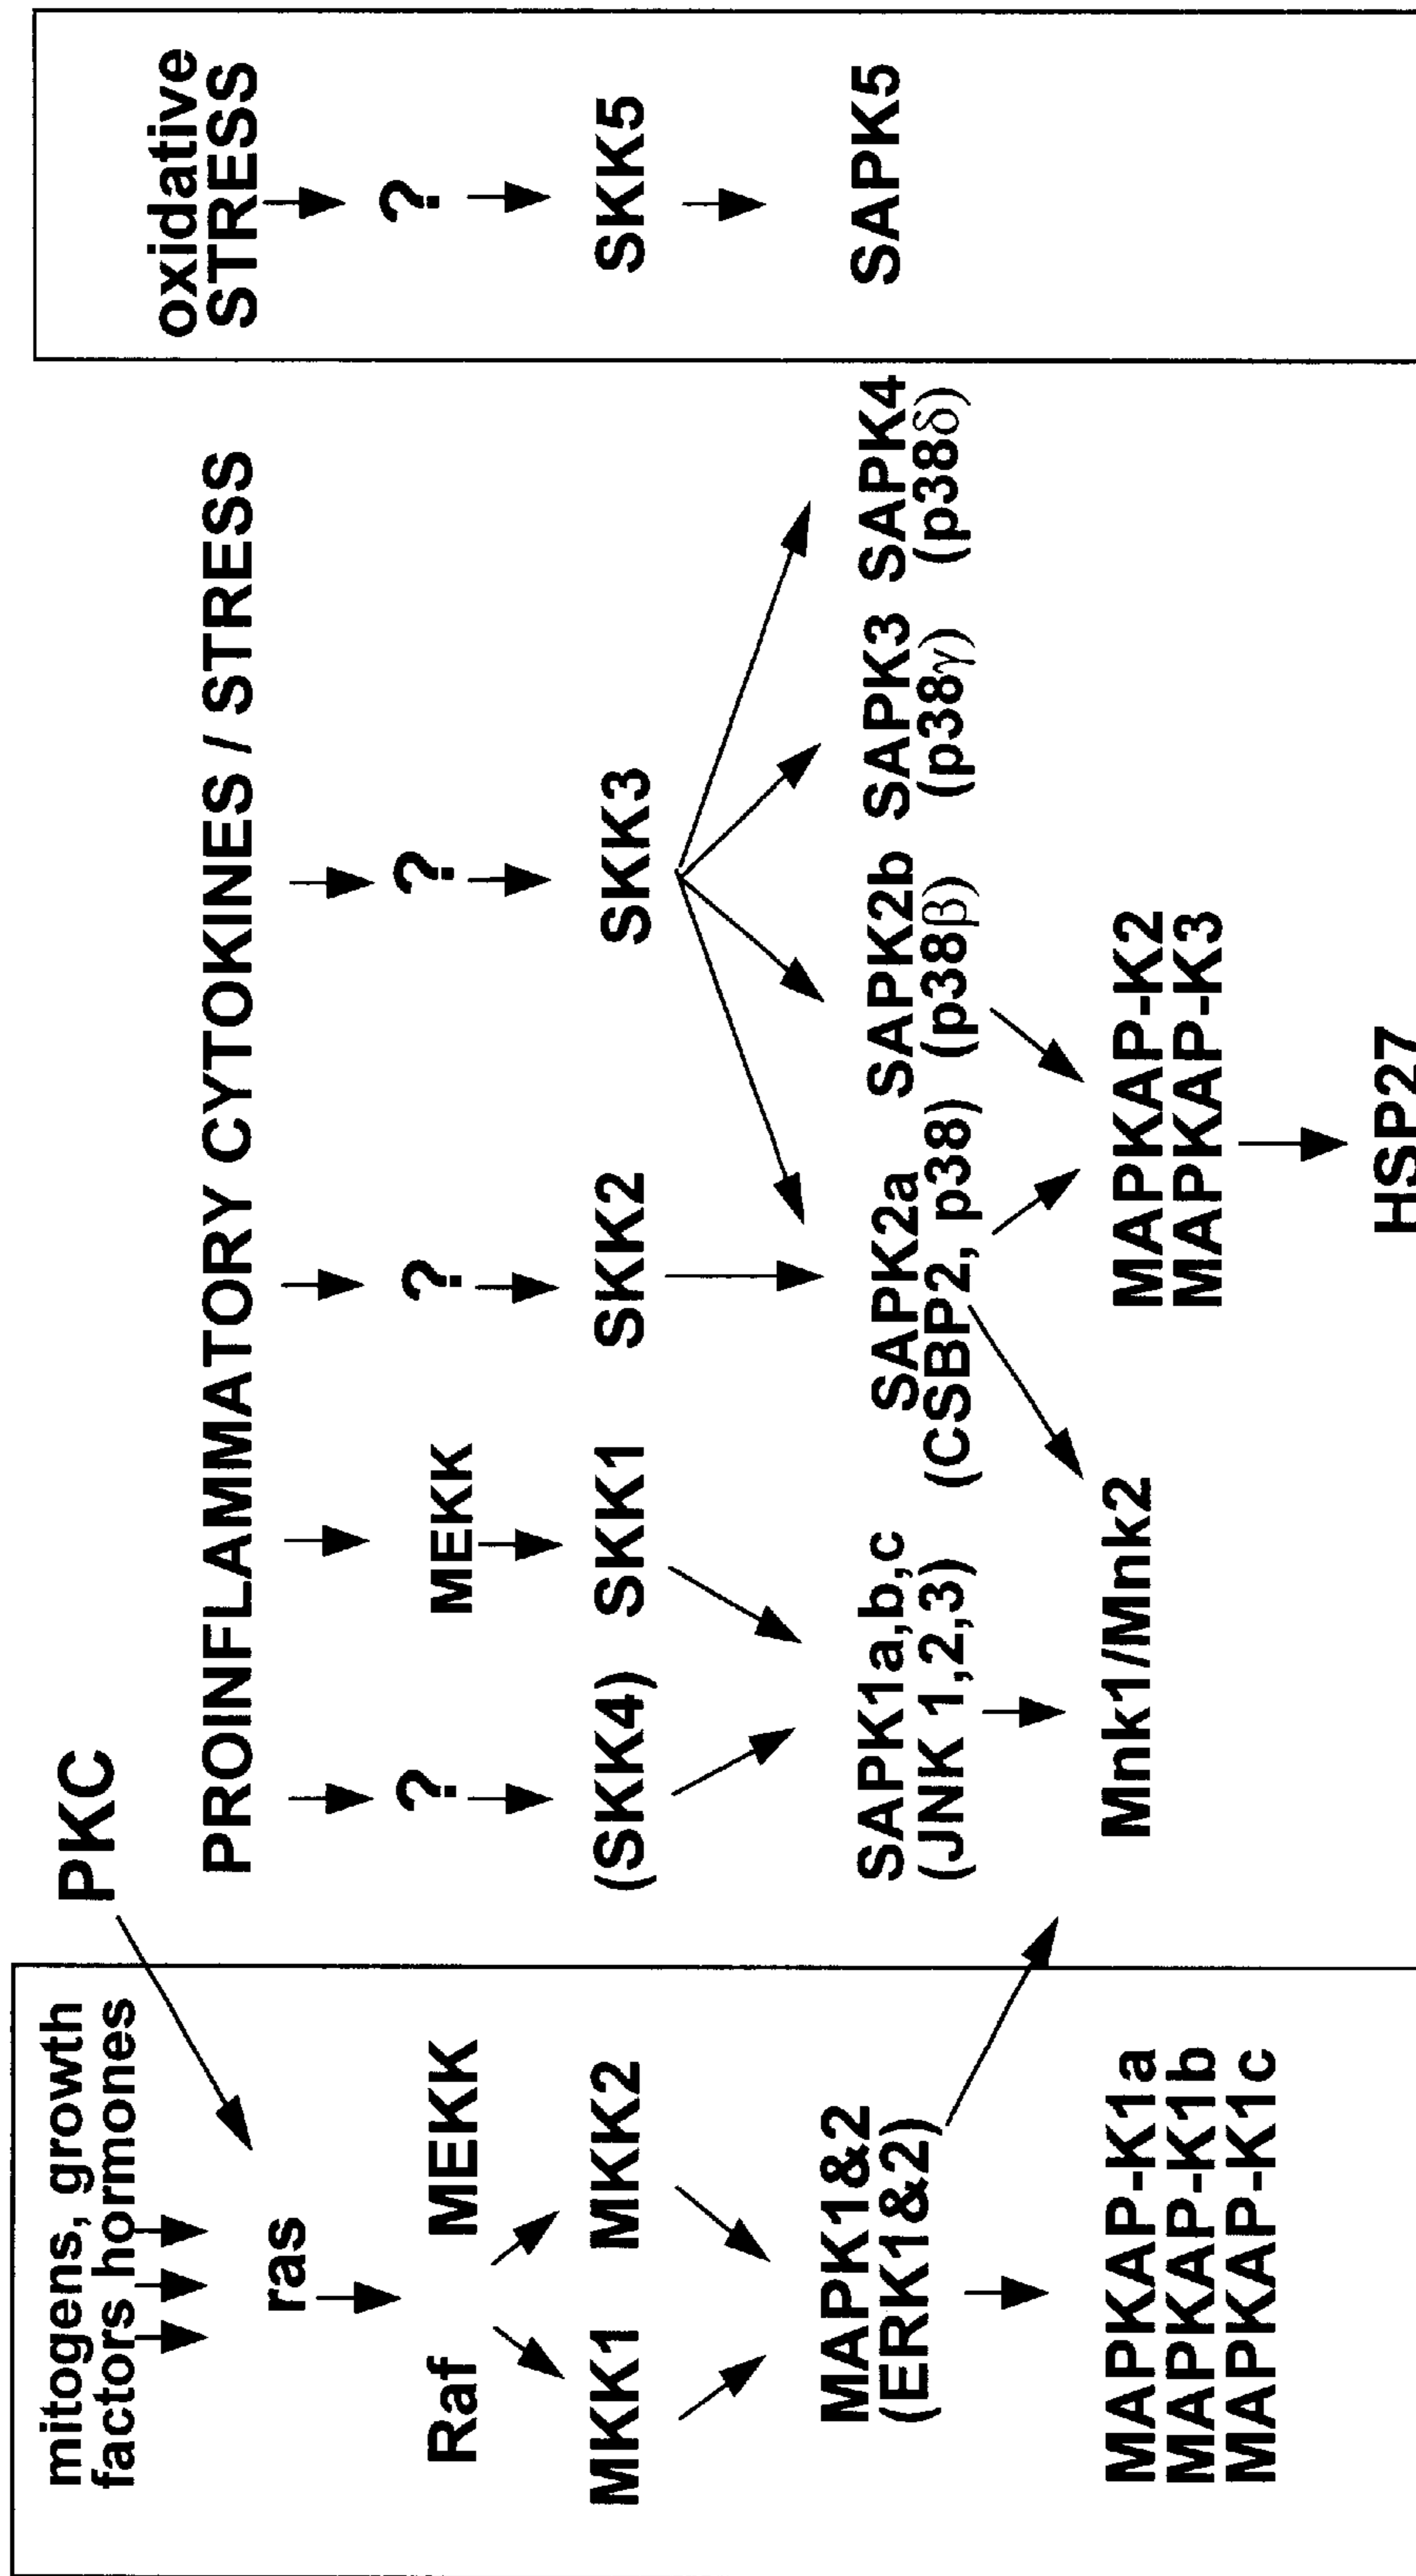 mitogens, growth
factors hormones
PKC
ras
Raf MEKK
MKK1 MKK2
MAPK1&2
(ERK1&2)
MAPKAP-K1a
MAPKAP-K1b
MAPKAP-K1c
PROINFLAMMATORY CYTOKINES / STRESS
? MEKK ? ?
(SKK4) SKK1 SKK2 SKK3
SAPK1a,b,c SAPK2a SAPK2b SAPK3 SAPK4
(JNK 1,2,3) (CSBP2, p38) (p38β) (p38γ) (p38δ)
Mnk1/Mnk2
MAPKAP-K2
MAPKAP-K3
HSP27
oxidative
STRESS
?
SKK5
SAPK5